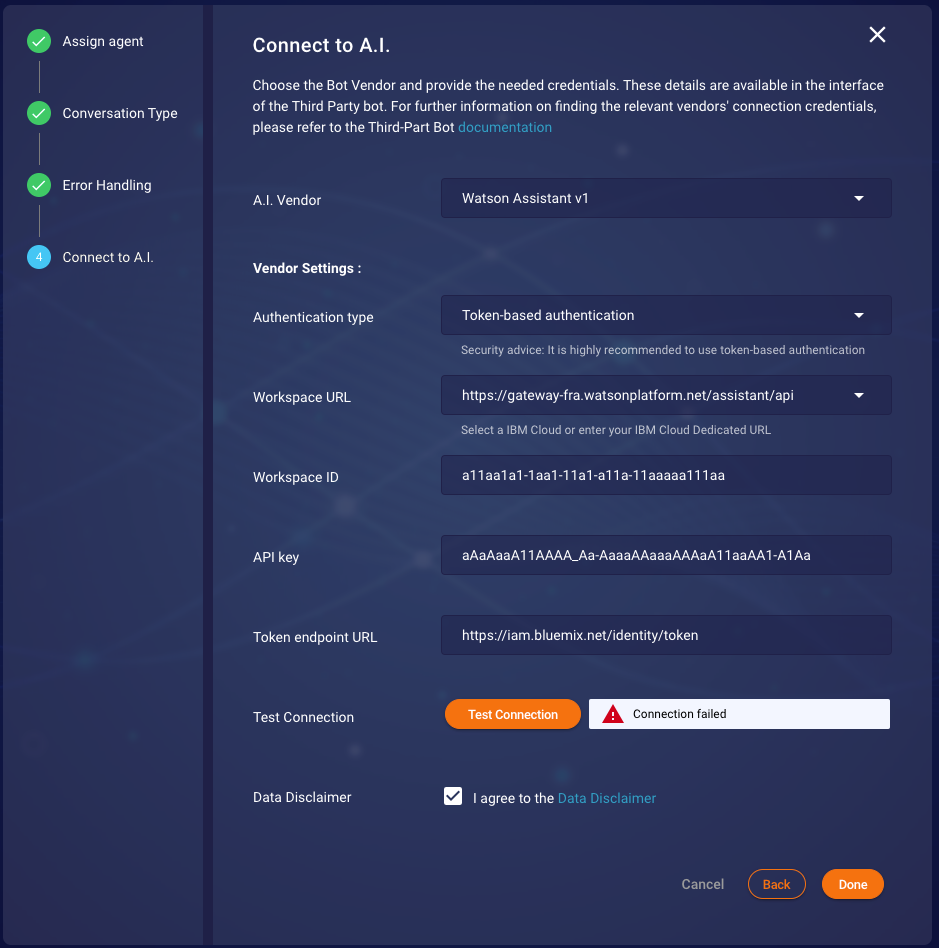 Assign agent
Conversation Type
Error Handling
4 Connect to A.I.
Connect to A.I.
Choose the Bot Vendor and provide the needed credentials. These details are available in the interface
of the Third Party bot. For further information on finding the relevant vendors' connection credentials,
please refer to the Third-Part Bot documentation
A.I. Vendor
Watson Assistant v1
Vendor Settings :
Authentication type
Token-based authentication
Security advice: It is highly recommended to use token-based authentication
Workspace URL
https://gateway-fra.watsonplatform.net/assistant/api
Select a IBM Cloud or enter your IBM Cloud Dedicated URL
Workspace ID
a11aa1a1-1aa1-11a1-a11a-11aaaaa111aa
API key
aAaAaaA11AAAA_Aa-AaaaAAaaaAAAaA11aaAA1-A1Aa
Token endpoint URL
https://iam.bluemix.net/identity/token
Test Connection
Test Connection
Connection failed
Data Disclaimer
I agree to the Data Disclaimer
Cancel
Back
Done